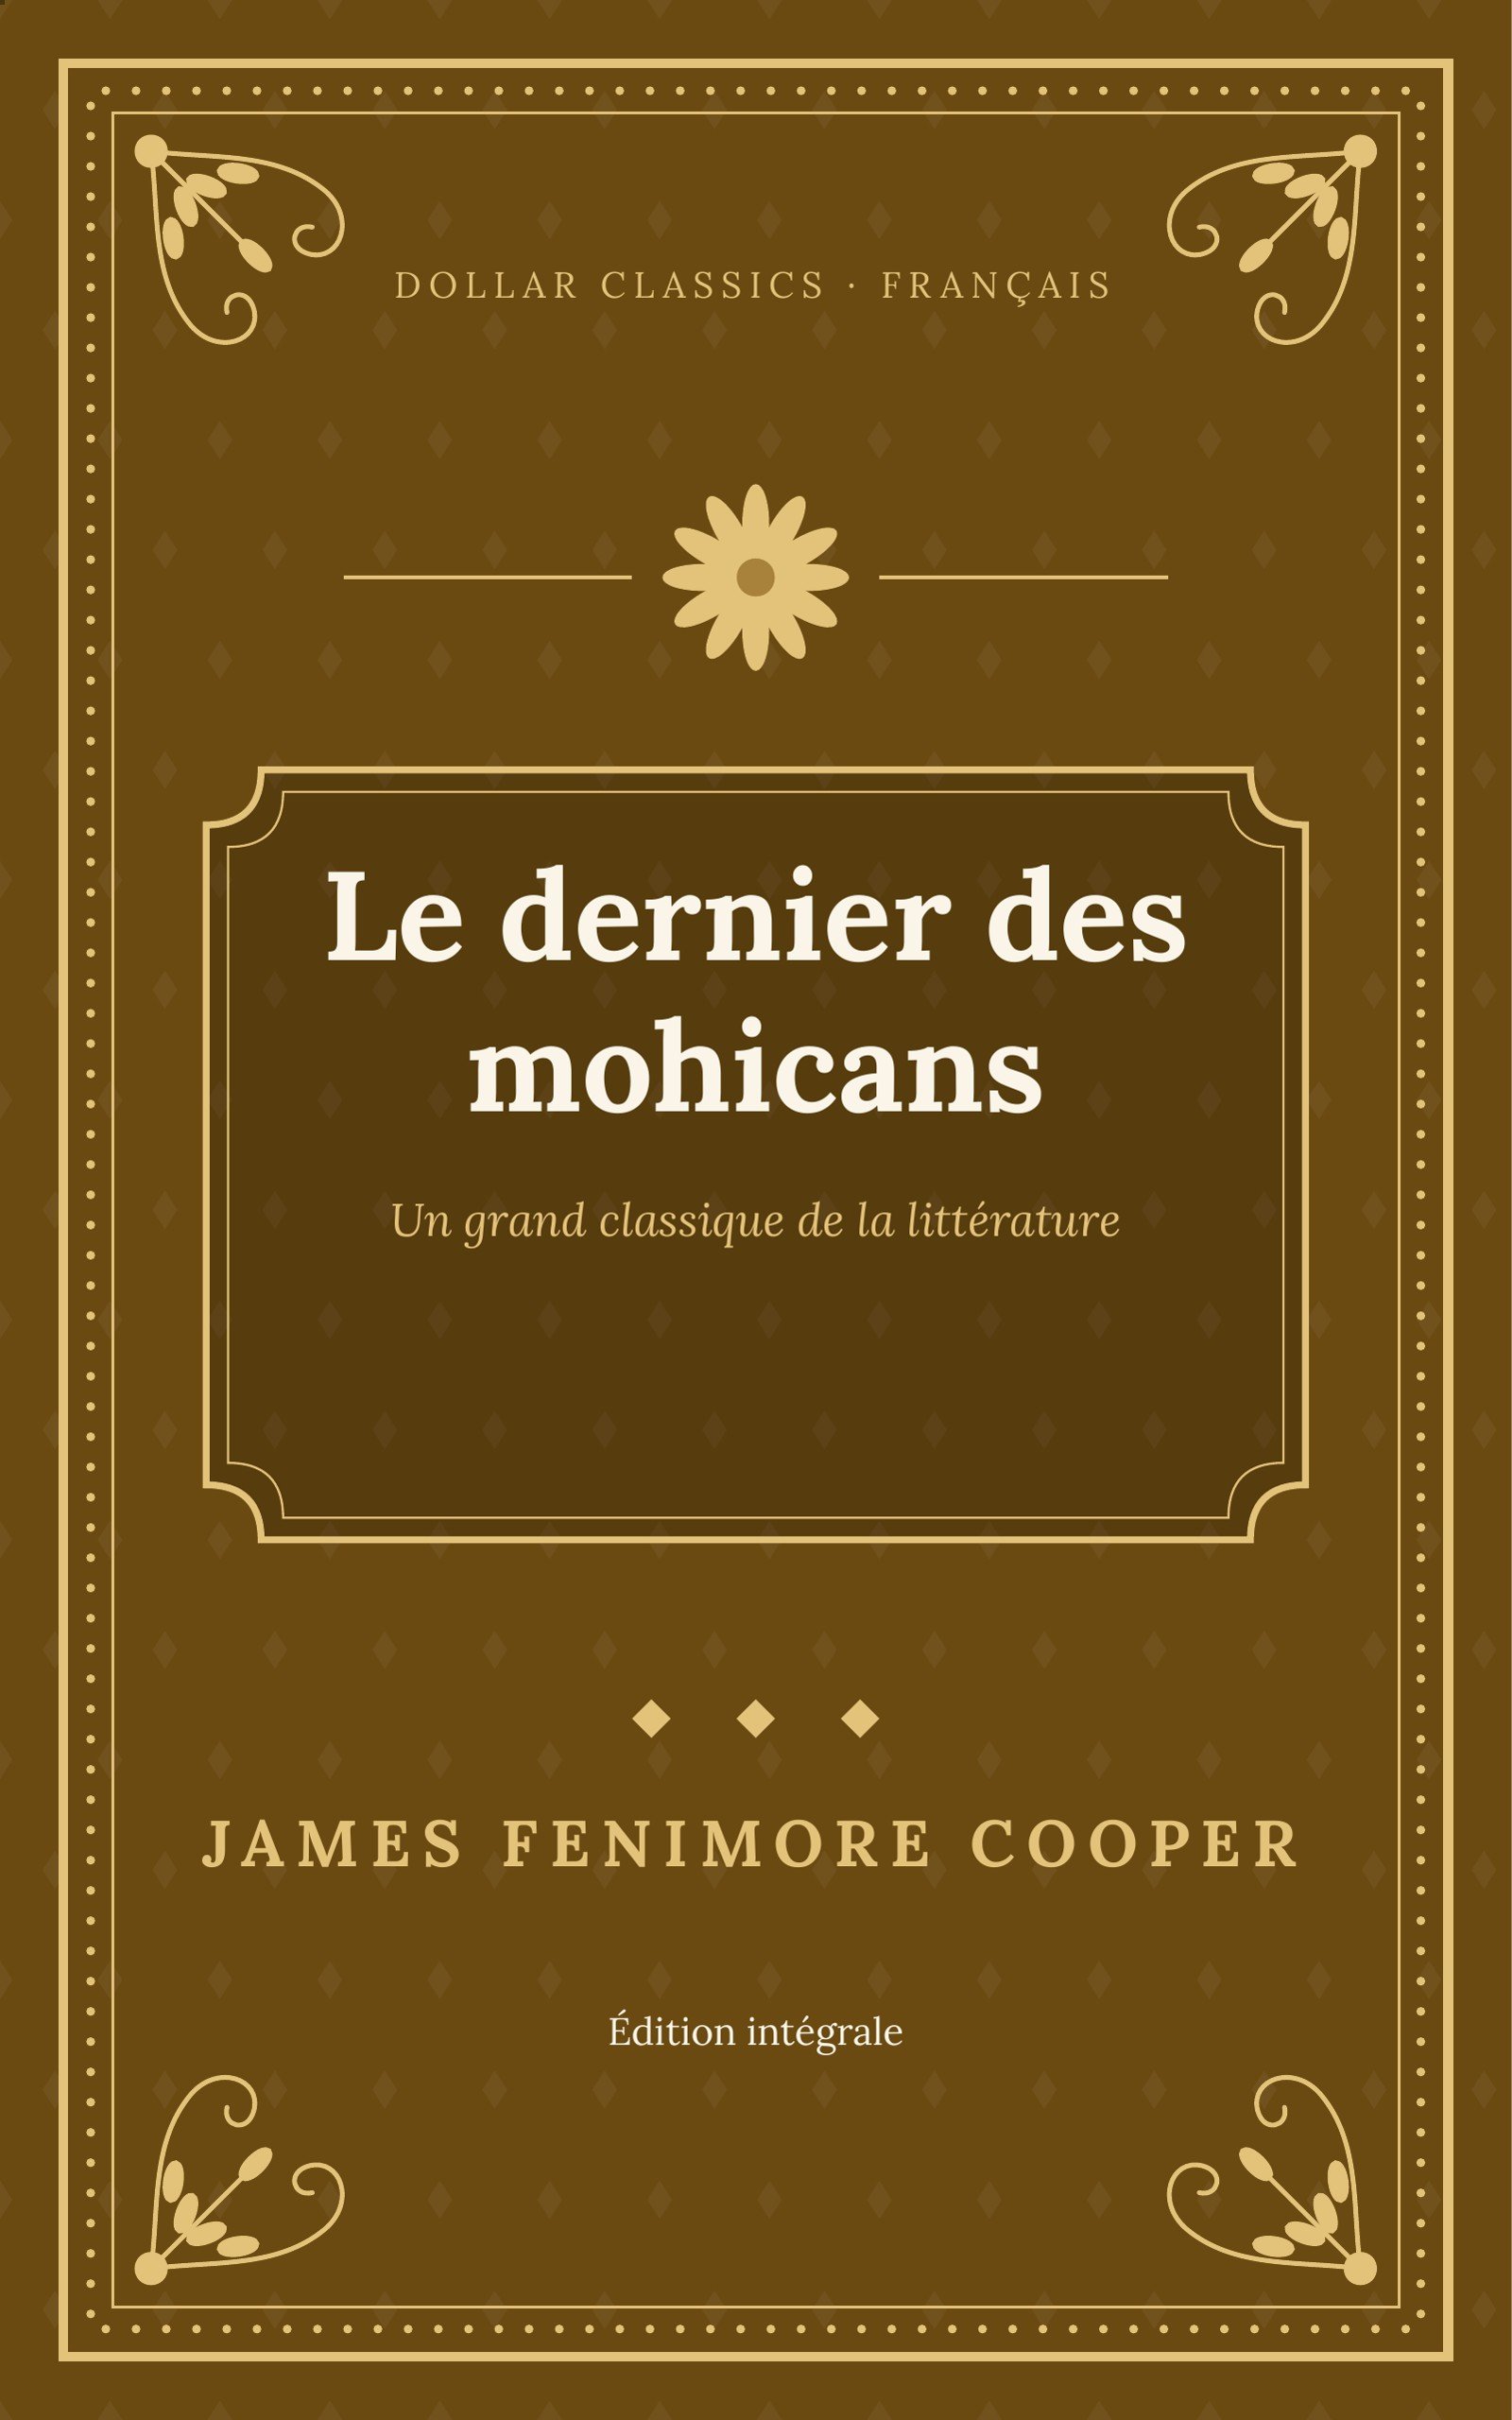 DOLLAR CLASSICS · FRANÇAIS
Le dernier des
mohicans
Un grand classique de la littérature
JAMES FENIMORE COOPER
Édition intégrale